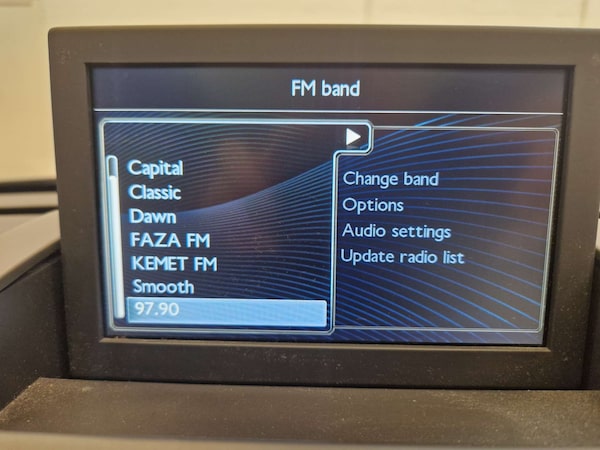 FM band
Capital
Classic
Dawn
FAZA FM
KEMET FM
Smooth
97.90
Change band
Options
Audio settings
Update radio list